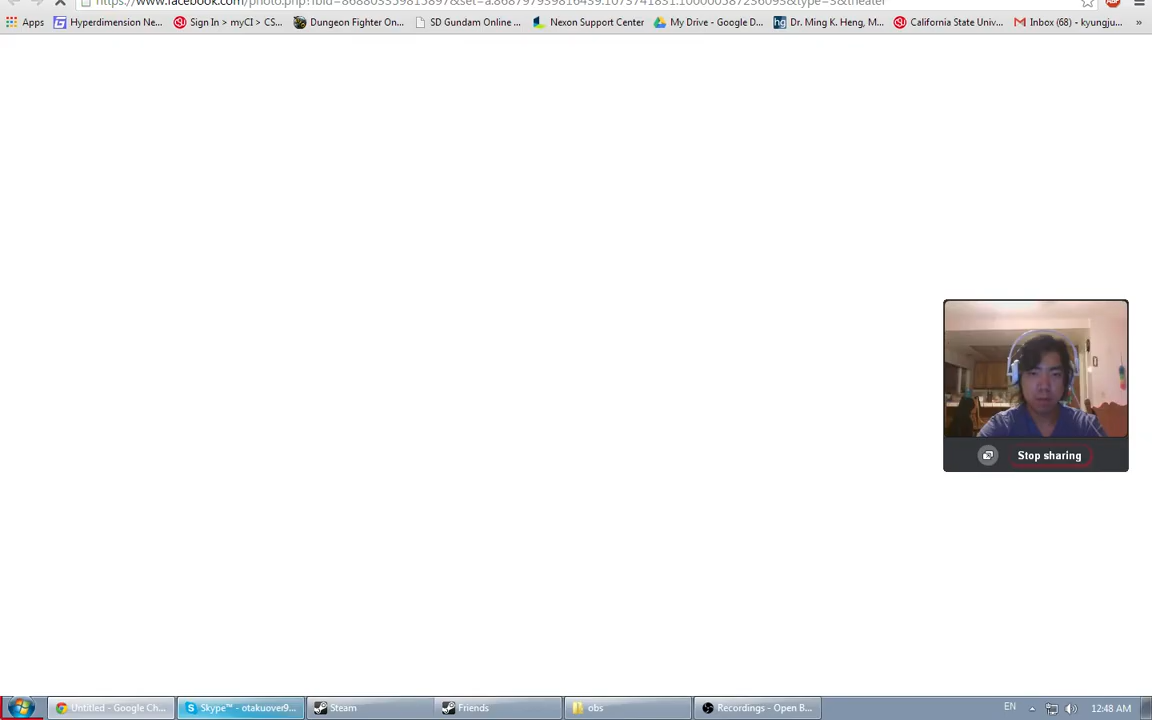 Apps Hyperdimension Ne... Sign In > myCI > CS... Dungeon Fighter On... SD Gundam Online ... Nexon Support Center My Drive - Google D... Dr. Ming K. Heng, M... California State Univ... Inbox (68) - kyungju... »
Stop sharing
Untitled - Google Ch... Skype™ - otakuover9... Steam Friends obs Recordings - Open B... EN 12:48 AM